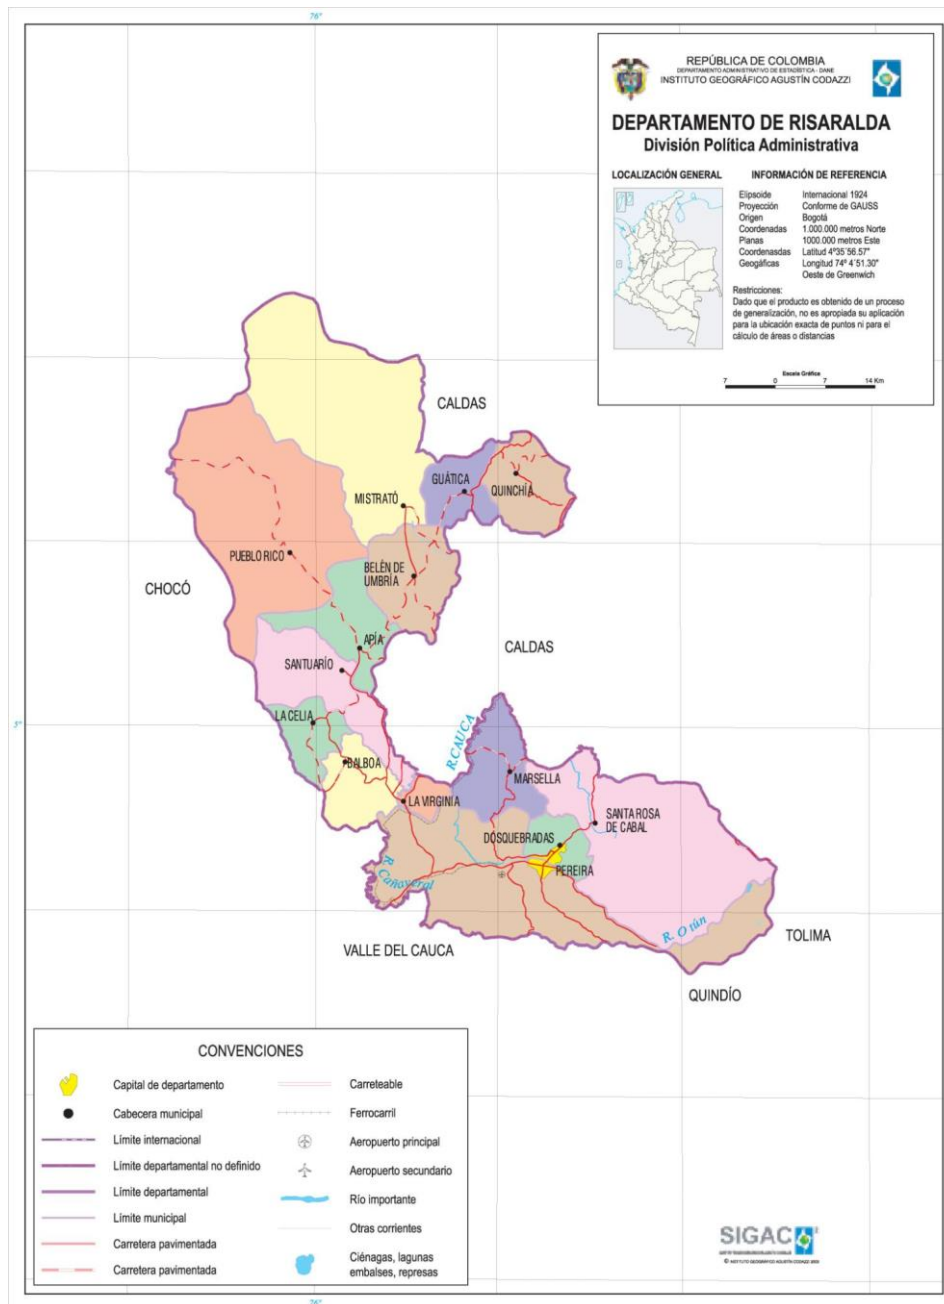 76°
REPÚBLICA DE COLOMBIA
DEPARTAMENTO ADMINISTRATIVO DE ESTADÍSTICA - DANE
INSTITUTO GEOGRÁFICO AGUSTÍN CODAZZI
DEPARTAMENTO DE RISARALDA
División Política Administrativa
LOCALIZACIÓN GENERAL
INFORMACIÓN DE REFERENCIA
Elipsoide Internacional 1924
Proyección Conforme de GAUSS
Origen Bogotá
Coordenadas 1.000.000 metros Norte
Planas 1000.000 metros Este
Coordenasdas Latitud 4º35´56.57"
Geográficas Longitud 74º 4´51.30"
Oeste de Greenwich
Restricciones:
Dado que el producto es obtenido de un proceso
de generalización, no es apropiada su aplicación
para la ubicación exacta de puntos ni para el
cálculo de áreas o distancias
Escala Gráfica
7 0 7 14 Km
CALDAS
GUÁTICA
QUINCHÍA
MISTRATÓ
PUEBLO RICO
BELÉN DE
UMBRÍA
CHOCÓ
APÍA
CALDAS
SANTUARÍO
LA CELIA
5°
R.CAUCA
BALBOA
MARSELLA
LA VIRGINIA
SANTA ROSA
DE CABAL
DOSQUEBRADAS
PEREIRA
R. Cañaveral
R. Otún
TOLIMA
VALLE DEL CAUCA
QUINDÍO
CONVENCIONES
Capital de departamento
Cabecera municipal
Límite internacional
Límite departamental no definido
Límite departamental
Límite municipal
Carretera pavimentada
Carretera pavimentada
Carreteable
Ferrocarril
Aeropuerto principal
Aeropuerto secundario
Río importante
Otras corrientes
Ciénagas, lagunas
embalses, represas
SIGAC
© INSTITUTO GEOGRÁFICO AGUSTÍN CODAZZI
76°